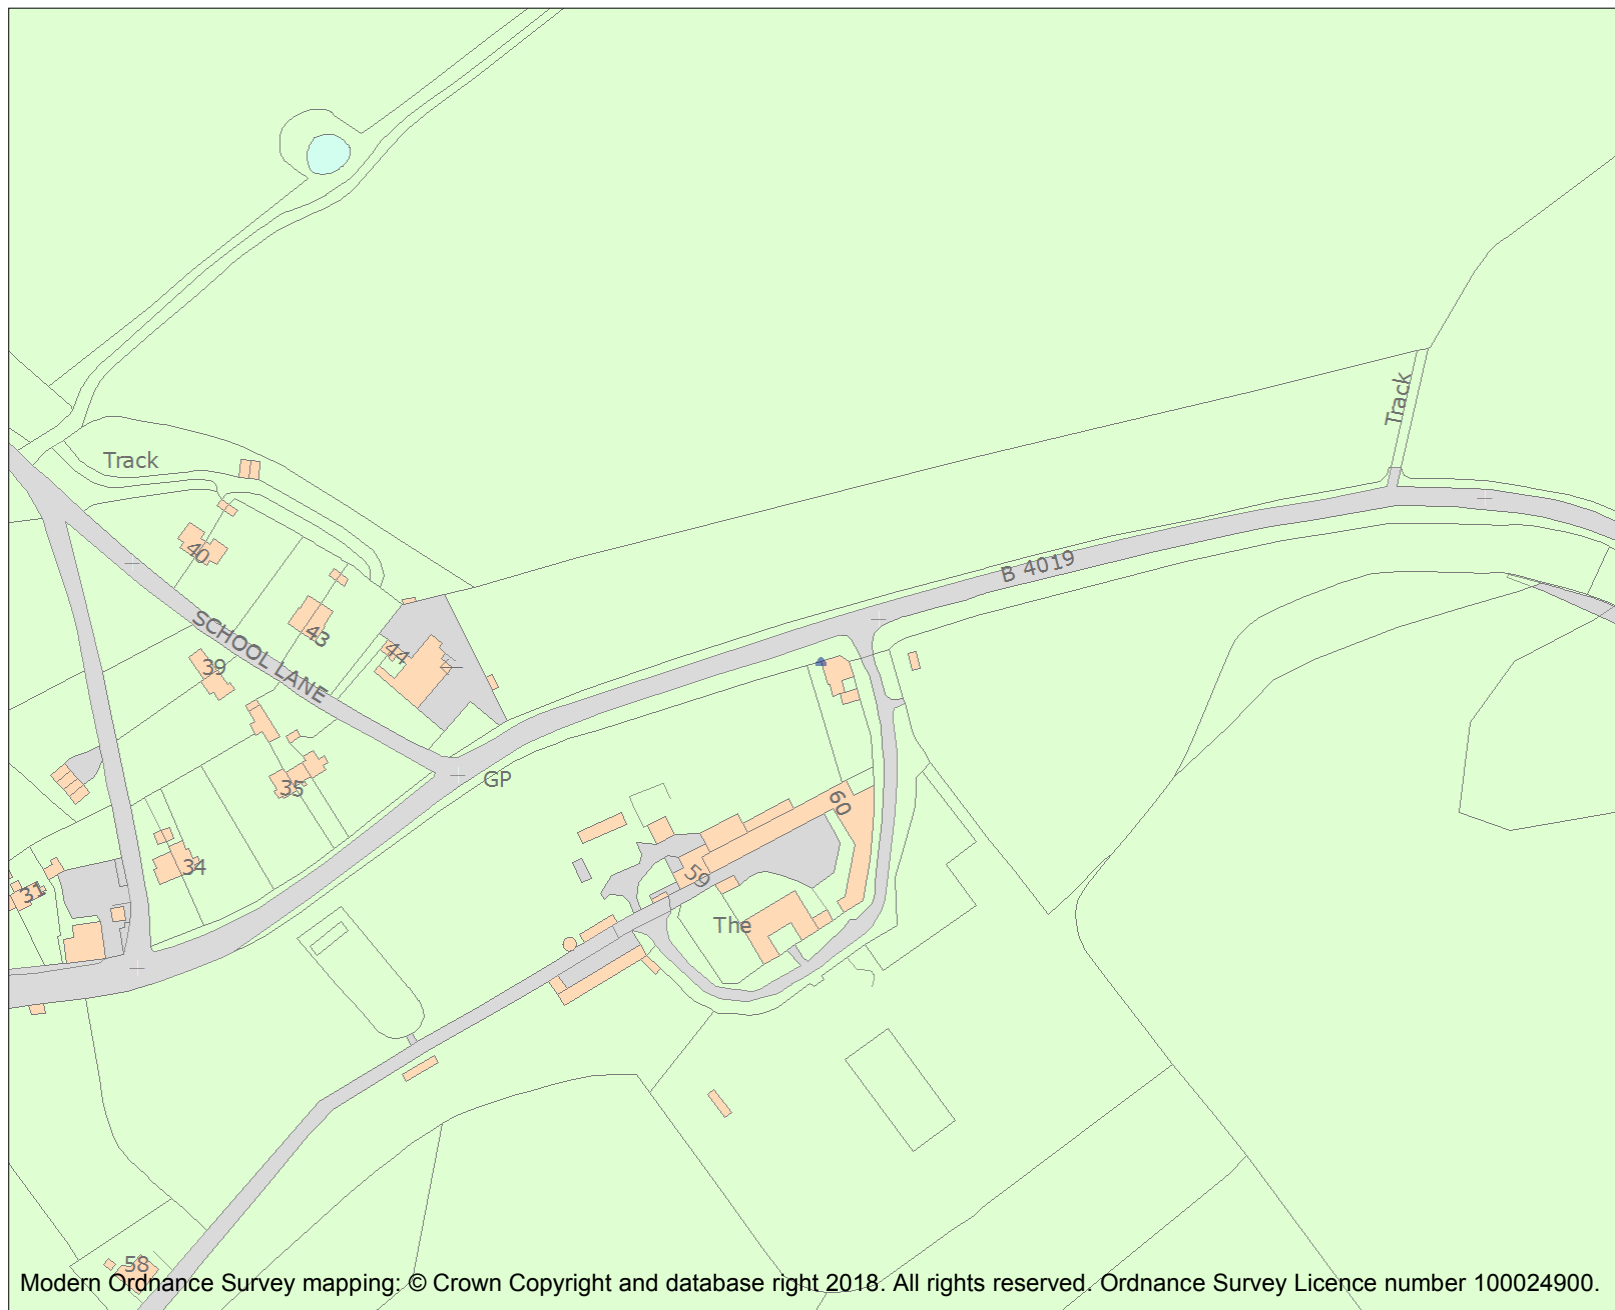 Track
Track
B 4019
40
43
SCHOOL LANE
44
39
GP
35
60
34
59
31
The
58
Modern Ordnance Survey mapping: © Crown Copyright and database right 2018. All rights reserved. Ordnance Survey Licence number 100024900.